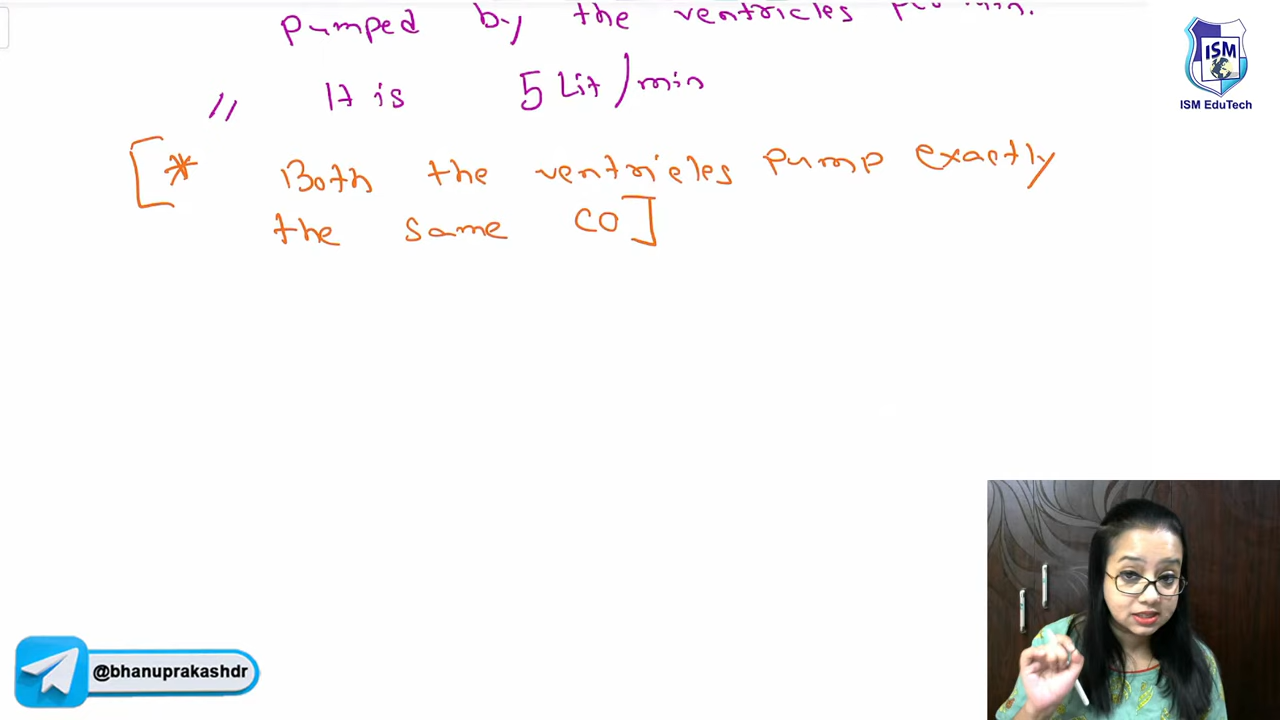 pumped by the ventricles
// It is 5 Lit/min
[* Both the ventricles pump exactly
the same CO]
ISM
ISM EduTech
@bhanuprakashdr